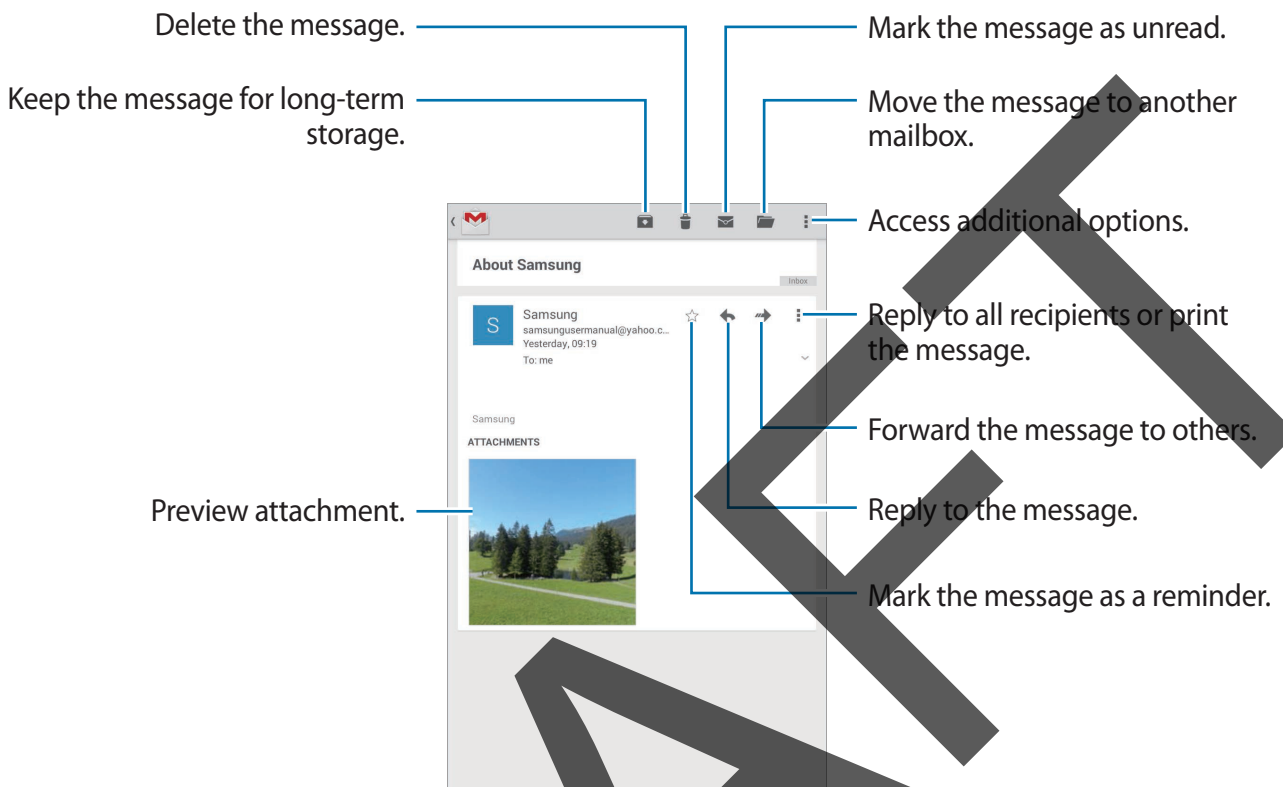 Delete the message.
Mark the message as unread.
Keep the message for long-term
storage.
Move the message to another
mailbox.
Access additional options.
About Samsung
Inbox
S
Samsung
samsungusermanual@yahoo.c...
Yesterday, 09:19
To: me
Reply to all recipients or print
the message.
Samsung
ATTACHMENTS
Forward the message to others.
Preview attachment.
Reply to the message.
Mark the message as a reminder.